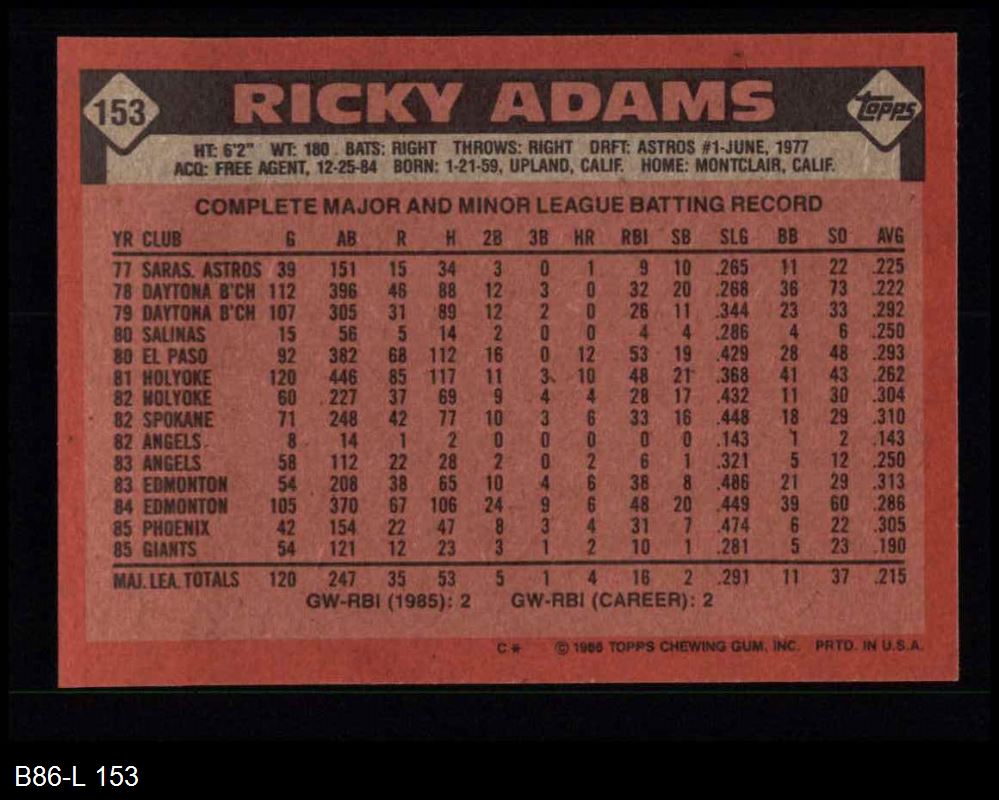 153 RICKY ADAMS topps
HT: 6'2" WT: 180 BATS: RIGHT THROWS: RIGHT DRFT: ASTROS #1-JUNE, 1977
ACQ: FREE AGENT, 12-25-84 BORN: 1-21-59, UPLAND, CALIF. HOME: MONTCLAIR, CALIF.
COMPLETE MAJOR AND MINOR LEAGUE BATTING RECORD
YR CLUB G AB R H 2B 3B HR RBI SB SLG BB SO AVG
77 SARAS. ASTROS 39 151 15 34 3 0 1 9 10 .265 11 22 .225
78 DAYTONA B'CH 112 396 46 88 12 3 0 32 20 .268 36 73 .222
79 DAYTONA B'CH 107 305 31 89 12 2 0 26 11 .344 23 33 .292
80 SALINAS 15 56 5 14 2 0 0 4 4 .286 4 6 .250
80 EL PASO 92 382 68 112 16 0 12 53 19 .429 28 48 .293
81 HOLYOKE 120 446 85 117 11 3 10 48 21 .368 41 43 .262
82 HOLYOKE 60 227 37 69 9 4 4 28 17 .432 11 30 .304
82 SPOKANE 71 248 42 77 10 3 6 33 16 .448 18 29 .310
82 ANGELS 8 14 1 2 0 0 0 0 0 .143 1 2 .143
83 ANGELS 58 112 22 28 2 0 2 6 1 .321 5 12 .250
83 EDMONTON 54 208 38 65 10 4 6 38 8 .486 21 29 .313
84 EDMONTON 105 370 67 106 24 9 6 48 20 .449 39 60 .286
85 PHOENIX 42 154 22 47 8 3 4 31 7 .474 6 22 .305
85 GIANTS 54 121 12 23 3 1 2 10 1 .281 5 23 .190
MAJ. LEA. TOTALS 120 247 35 53 5 1 4 16 2 .291 11 37 .215
GW-RBI (1985): 2 GW-RBI (CAREER): 2
C* © 1986 TOPPS CHEWING GUM, INC. PRTD. IN U.S.A.
B86-L 153